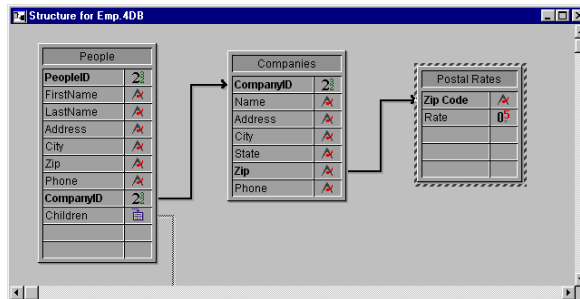 Structure for Emp.4DB
People
PeopleID
FirstName
LastName
Address
City
Zip
Phone
CompanyID
Children
Companies
CompanyID
Name
Address
City
State
Zip
Phone
Postal Rates
Zip Code
Rate